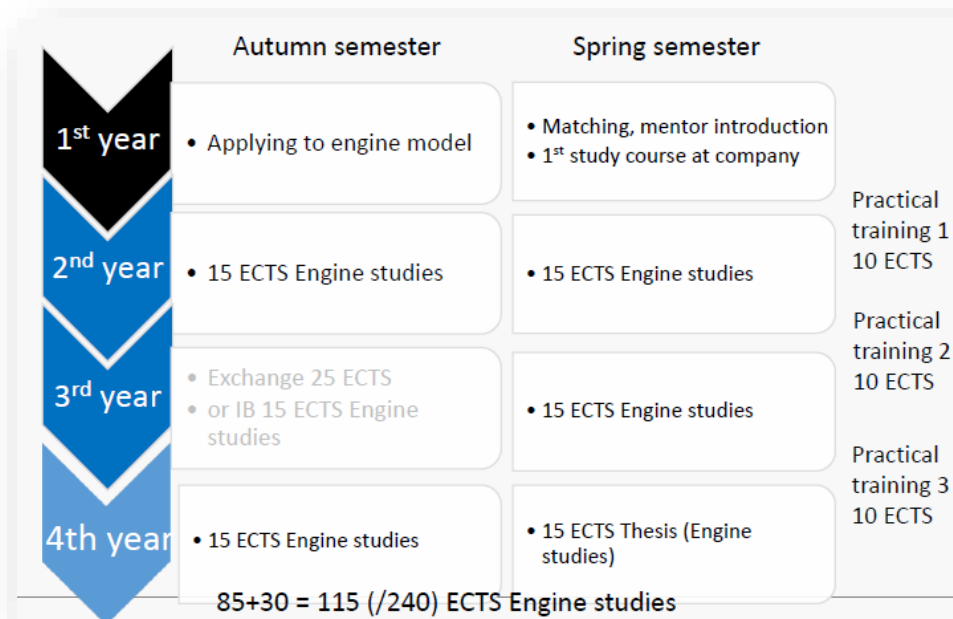 Autumn semester
Spring semester
1st year
• Applying to engine model
• Matching, mentor introduction
• 1st study course at company
Practical
training 1
10 ECTS
2nd year
• 15 ECTS Engine studies
• 15 ECTS Engine studies
Practical
training 2
10 ECTS
3rd year
• Exchange 25 ECTS
• or IB 15 ECTS Engine
studies
• 15 ECTS Engine studies
Practical
training 3
10 ECTS
4th year
• 15 ECTS Engine studies
• 15 ECTS Thesis (Engine
studies)
85+30 = 115 (/240) ECTS Engine studies